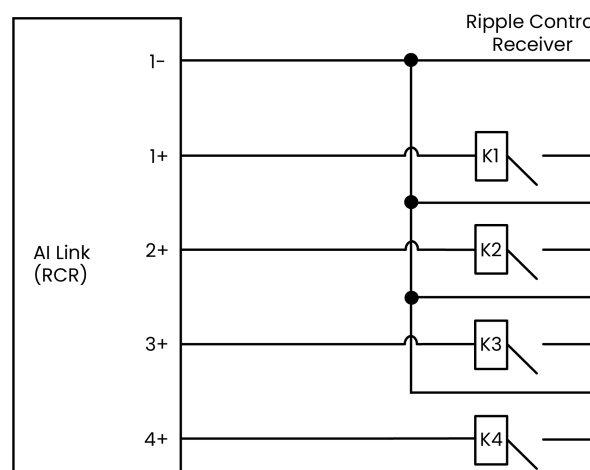 Ripple Contro
Receiver
1-
1+
K1
AI Link
(RCR)
2+
K2
3+
K3
4+
K4